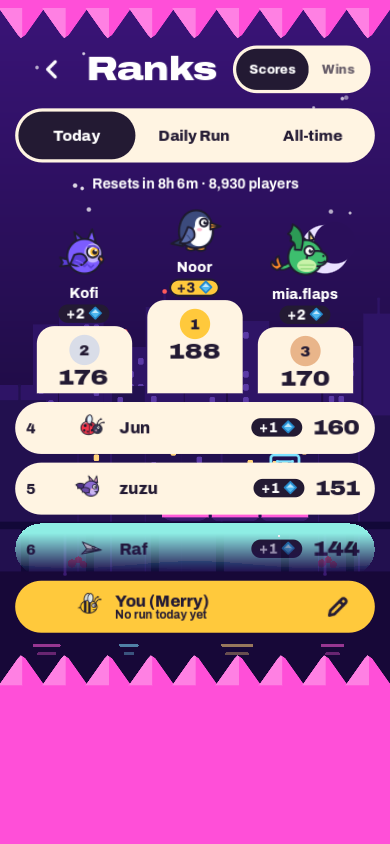 Ranks
Scores
Wins
Today
Daily Run
All-time
Resets in 8h 6m · 8,930 players
Noor
+3
1
188
Kofi
+2
2
176
mia.flaps
+2
3
170
4 Jun +1 160
5 zuzu +1 151
6 Raf +1 144
You (Merry)
No run today yet